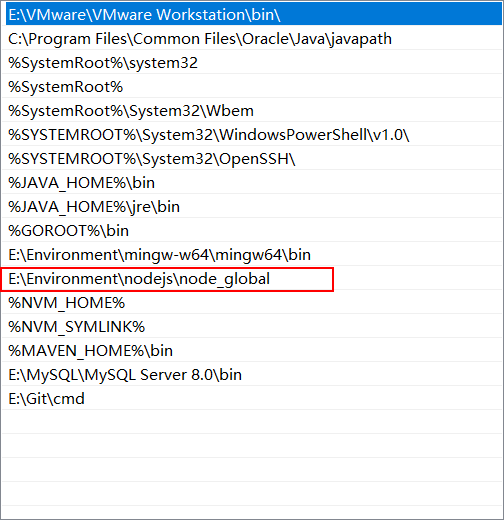 E:\VMware\VMware Workstation\bin\
C:\Program Files\Common Files\Oracle\Java\javapath
%SystemRoot%\system32
%SystemRoot%
%SystemRoot%\System32\Wbem
%SYSTEMROOT%\System32\WindowsPowerShell\v1.0\
%SYSTEMROOT%\System32\OpenSSH\
%JAVA_HOME%\bin
%JAVA_HOME%\jre\bin
%GOROOT%\bin
E:\Environment\mingw-w64\mingw64\bin
E:\Environment\nodejs\node_global
%NVM_HOME%
%NVM_SYMLINK%
%MAVEN_HOME%\bin
E:\MySQL\MySQL Server 8.0\bin
E:\Git\cmd